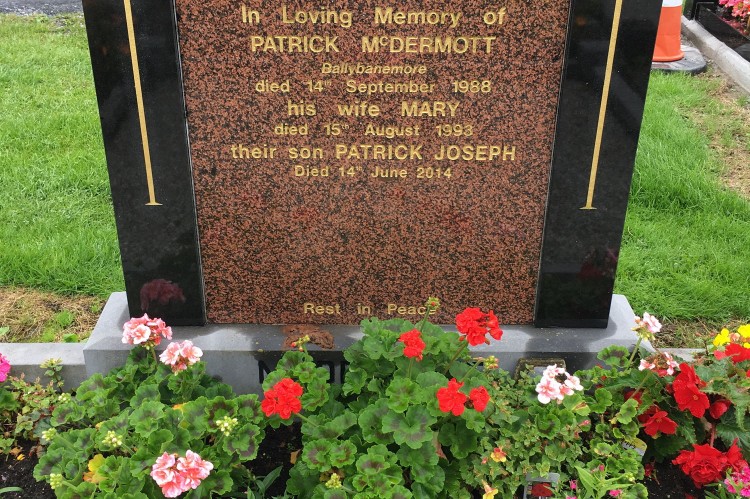 In Loving Memory of
PATRICK McDERMOTT
Ballybanemore
died 14th September 1988
his wife MARY
died 15th August 1993
their son PATRICK JOSEPH
Died 14th June 2014
Rest in Peace